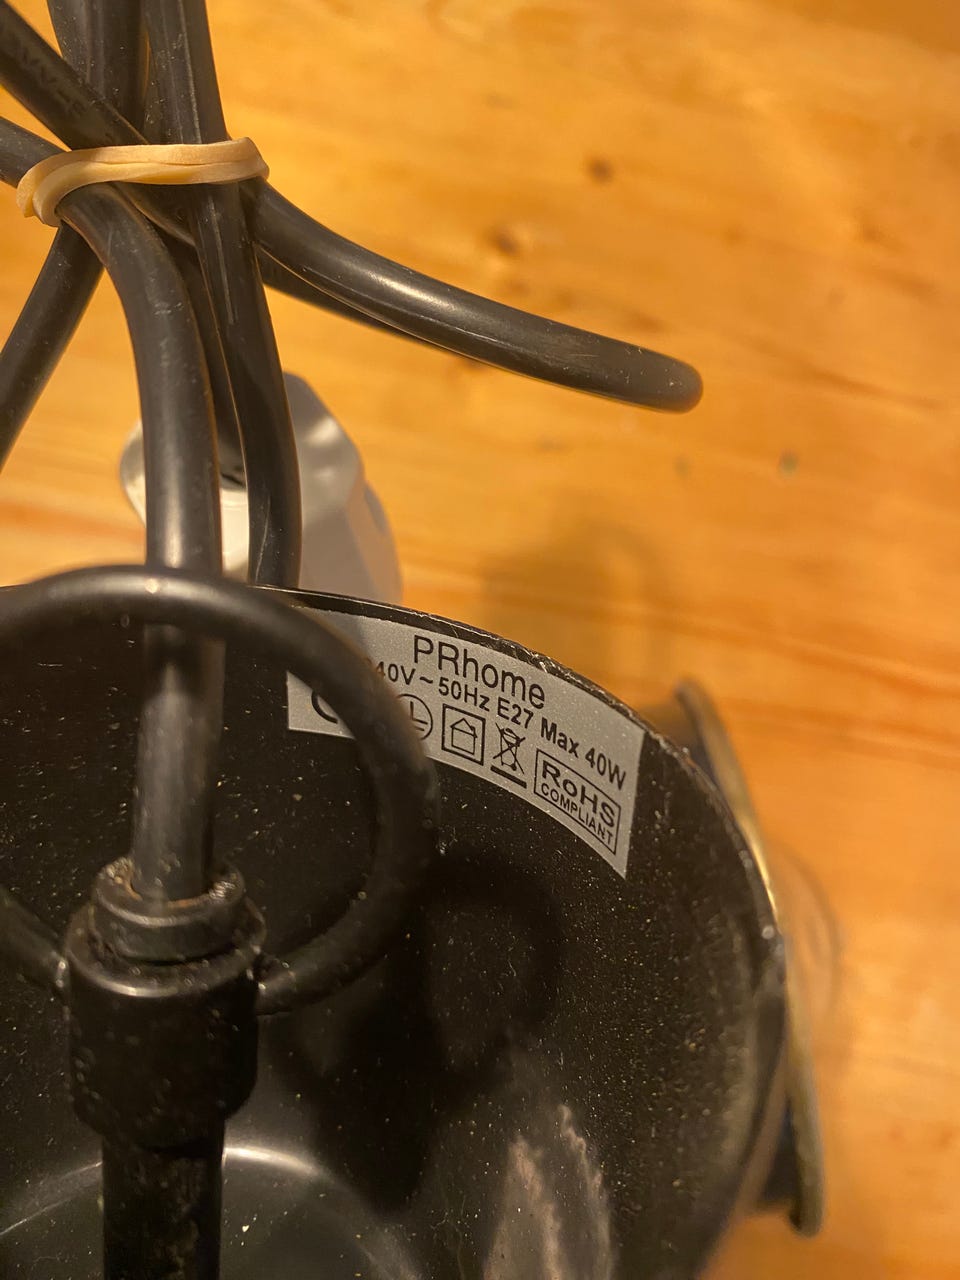 PRhome
40V~50Hz E27 Max 40W
RoHS
COMPLIANT